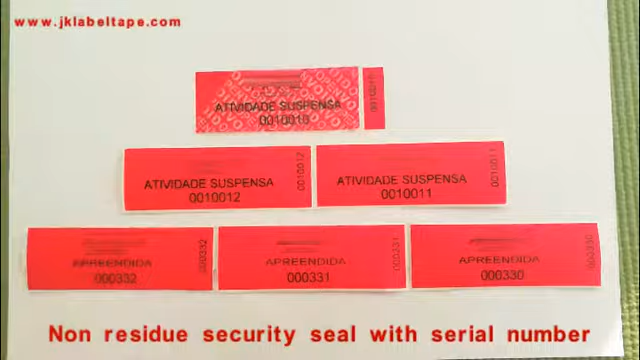 www.jklabeltape.com
ATIVIDADE SUSPENSA
0010010
0010010
ATIVIDADE SUSPENSA
0010012
0010012
ATIVIDADE SUSPENSA
0010011
0010011
APREENDIDA
000332
000332
APREENDIDA
000331
000331
APREENDIDA
000330
000330
Non residue security seal with serial number